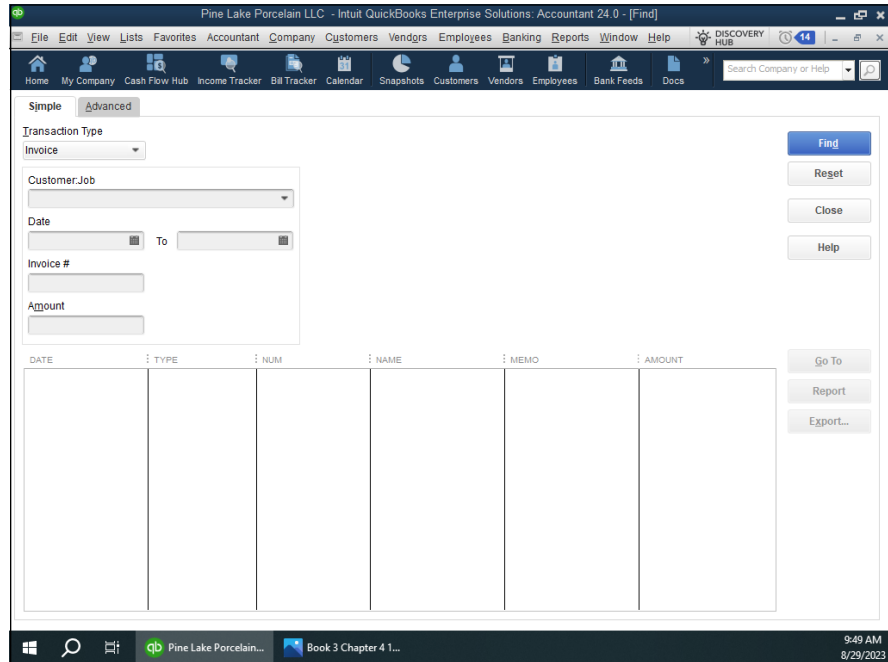 qb
Pine Lake Porcelain LLC - Intuit QuickBooks Enterprise Solutions: Accountant 24.0 - [Find]
File Edit View Lists Favorites Accountant Company Customers Vendors Employees Banking Reports Window Help DISCOVERY HUB 14
Home My Company Cash Flow Hub Income Tracker Bill Tracker Calendar Snapshots Customers Vendors Employees Bank Feeds Docs » Search Company or Help
31
Simple Advanced
Transaction Type
Invoice
Find
Customer:Job
Reset
Date
Close
To
Invoice #
Help
Amount
DATE TYPE NUM NAME MEMO AMOUNT
Go To
Report
Export...
qb Pine Lake Porcelain... Book 3 Chapter 4 1...
9:49 AM
8/29/2023